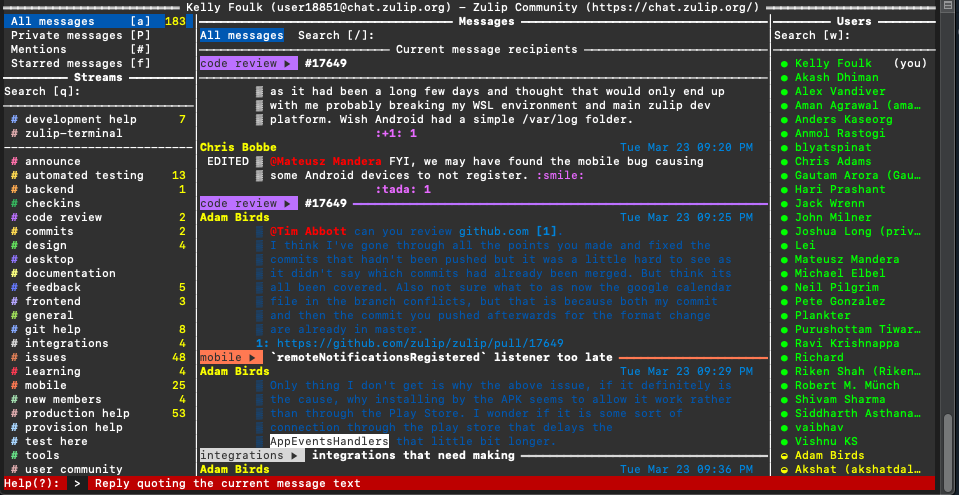 Kelly Foulk (user18851@chat.zulip.org) - Zulip Community (https://chat.zulip.org/)
All messages [a] 183
Private messages [P]
Mentions [#]
Starred messages [f]
Streams
Search [q]:
# development help 7
# zulip-terminal
# announce
# automated testing 13
# backend 1
# checkins
# code review 2
# commits 2
# design 4
# desktop
# documentation
# feedback 5
# frontend 3
# general
# git help 8
# integrations 4
# issues 48
# learning 4
# mobile 25
# new members 4
# production help 53
# provision help
# test here
# tools
# user community
Messages
All messages Search [/]:
Current message recipients
code review ▶ #17649
as it had been a long few days and thought that would only end up
with me probably breaking my WSL environment and main zulip dev
platform. Wish Android had a simple /var/log folder.
:+1: 1
Chris Bobbe Tue Mar 23 09:20 PM
EDITED @Mateusz Mandera FYI, we may have found the mobile bug causing
some Android devices to not register. :smile:
:tada: 1
code review ▶ #17649
Adam Birds Tue Mar 23 09:25 PM
@Tim Abbott can you review github.com [1].
I think I've gone through all the points you made and fixed the
commits that hadn't been pushed but it was a little hard to see as
it didn't say which commits had already been merged. But think its
all been covered. Also not sure what to as now the google calendar
file in the branch conflicts, but that is because both my commit
and then the commit you pushed afterwards for the format change
are already in master.
1: https://github.com/zulip/zulip/pull/17649
mobile ▶ `remoteNotificationsRegistered` listener too late
Adam Birds Tue Mar 23 09:29 PM
Only thing I don't get is why the above issue, if it definitely is
the cause, why installing by the APK seems to allow it work rather
than through the Play Store. I wonder if it is some sort of
connection through the play store that delays the
AppEventsHandlers that little bit longer.
integrations ▶ integrations that need making
Adam Birds Tue Mar 23 09:36 PM
Users
Search [w]:
● Kelly Foulk (you)
● Akash Dhiman
● Alex Vandiver
● Aman Agrawal (ama…
● Anders Kaseorg
● Anmol Rastogi
● blyatspinat
● Chris Adams
● Gautam Arora (Gau…
● Hari Prashant
● Jack Wrenn
● John Milner
● Joshua Long (priv…
● Lei
● Mateusz Mandera
● Michael Elbel
● Neil Pilgrim
● Pete Gonzalez
● Plankter
● Purushottam Tiwar…
● Ravi Krishnappa
● Richard
● Riken Shah (Riken…
● Robert M. Münch
● Shivam Sharma
● Siddharth Asthana…
● vaibhav
● Vishnu KS
◒ Adam Birds
◒ Akshat (akshatdal…
Help(?): > Reply quoting the current message text